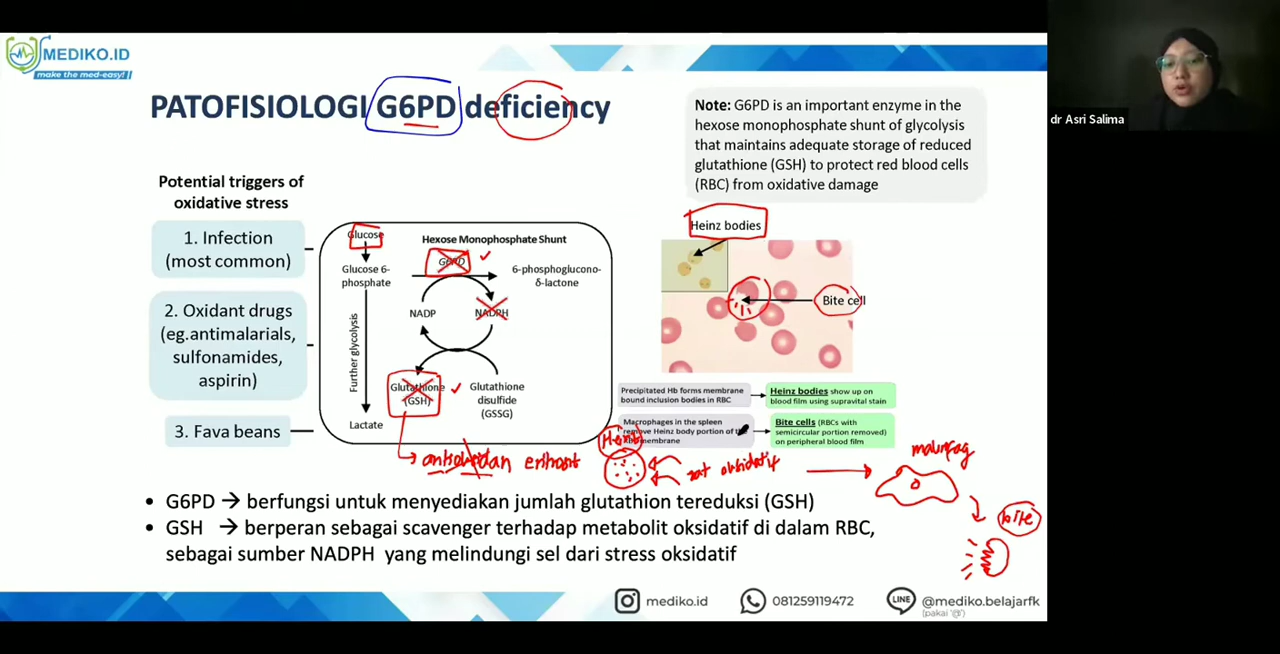 MEDIKO.ID
make the med-easy!
PATOFISIOLOGI G6PD deficiency
Note: G6PD is an important enzyme in the
hexose monophosphate shunt of glycolysis
that maintains adequate storage of reduced
glutathione (GSH) to protect red blood cells
(RBC) from oxidative damage
dr Asri Salima
Potential triggers of
oxidative stress
1. Infection
(most common)
2. Oxidant drugs
(eg.antimalarials,
sulfonamides,
aspirin)
3. Fava beans
Glucose
Hexose Monophosphate Shunt
G6PD
Glucose 6-
phosphate
6-phosphoglucono-
δ-lactone
NADP
NADPH
Further glycolysis
Glutathione
(GSH)
Glutathione
disulfide
(GSSG)
Lactate
Heinz bodies
Bite cell
Precipitated Hb forms membrane
bound inclusion bodies in RBC
Heinz bodies show up on
blood film using supravital stain
Macrophages in the spleen
remove Heinz body portion of
membrane
Bite cells (RBCs with
semicircular portion removed) on
peripheral blood film
Heinz
zat oksidatif
bite
• G6PD → berfungsi untuk menyediakan jumlah glutathion tereduksi (GSH)
• GSH → berperan sebagai scavenger terhadap metabolit oksidatif di dalam RBC,
sebagai sumber NADPH yang melindungi sel dari stress oksidatif
mediko.id
081259119472
LINE
@mediko.belajarfk
(pakai '@')